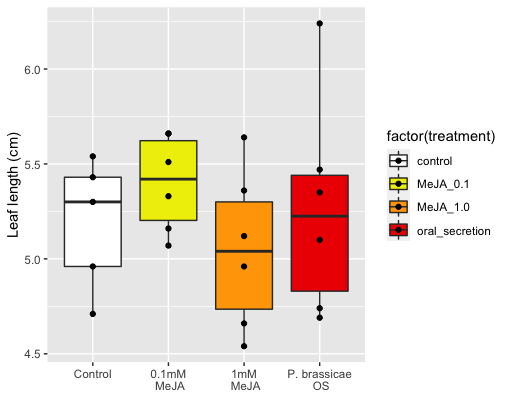 Leaf length (cm)
6.0
5.5
5.0
4.5
Control
0.1mM
MeJA
1mM
MeJA
P. brassicae
OS
factor(treatment)
control
MeJA_0.1
MeJA_1.0
oral_secretion